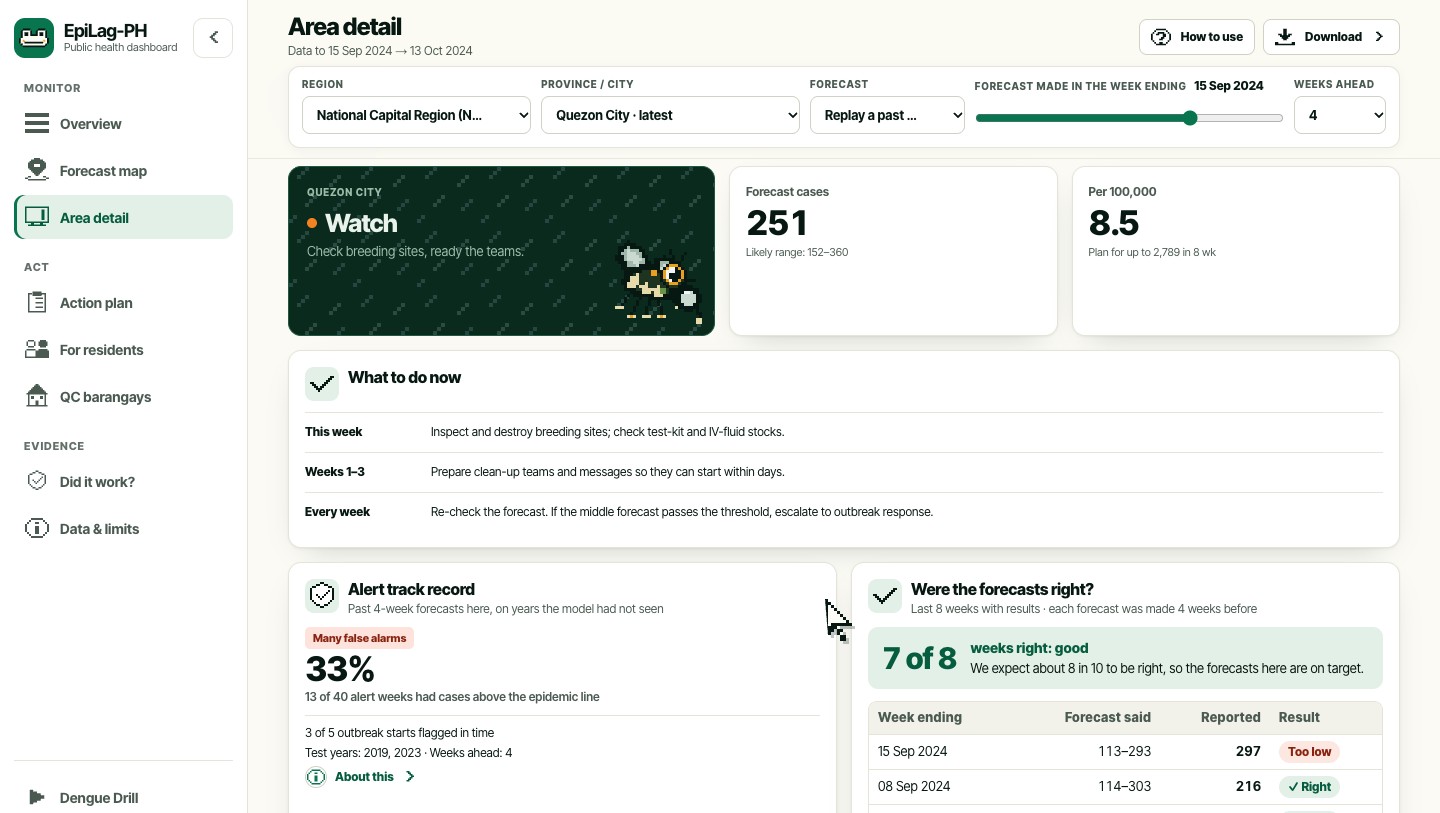 EpiLag-PH
Public health dashboard
MONITOR
Overview
Forecast map
Area detail
ACT
Action plan
For residents
QC barangays
EVIDENCE
Did it work?
Data & limits
Dengue Drill
Area detail
Data to 15 Sep 2024 → 13 Oct 2024
How to use
Download
REGION
National Capital Region (N...
PROVINCE / CITY
Quezon City · latest
FORECAST
Replay a past ...
FORECAST MADE IN THE WEEK ENDING 15 Sep 2024
WEEKS AHEAD
4
QUEZON CITY
Watch
Check breeding sites, ready the teams.
Forecast cases
251
Likely range: 152–360
Per 100,000
8.5
Plan for up to 2,789 in 8 wk
What to do now
This week Inspect and destroy breeding sites; check test-kit and IV-fluid stocks.
Weeks 1–3 Prepare clean-up teams and messages so they can start within days.
Every week Re-check the forecast. If the middle forecast passes the threshold, escalate to outbreak response.
Alert track record
Past 4-week forecasts here, on years the model had not seen
Many false alarms
33%
13 of 40 alert weeks had cases above the epidemic line
3 of 5 outbreak starts flagged in time
Test years: 2019, 2023 · Weeks ahead: 4
About this
Were the forecasts right?
Last 8 weeks with results · each forecast was made 4 weeks before
7 of 8
weeks right: good
We expect about 8 in 10 to be right, so the forecasts here are on target.
Week ending Forecast said Reported Result
15 Sep 2024 113–293 297 Too low
08 Sep 2024 114–303 216 ✓ Right